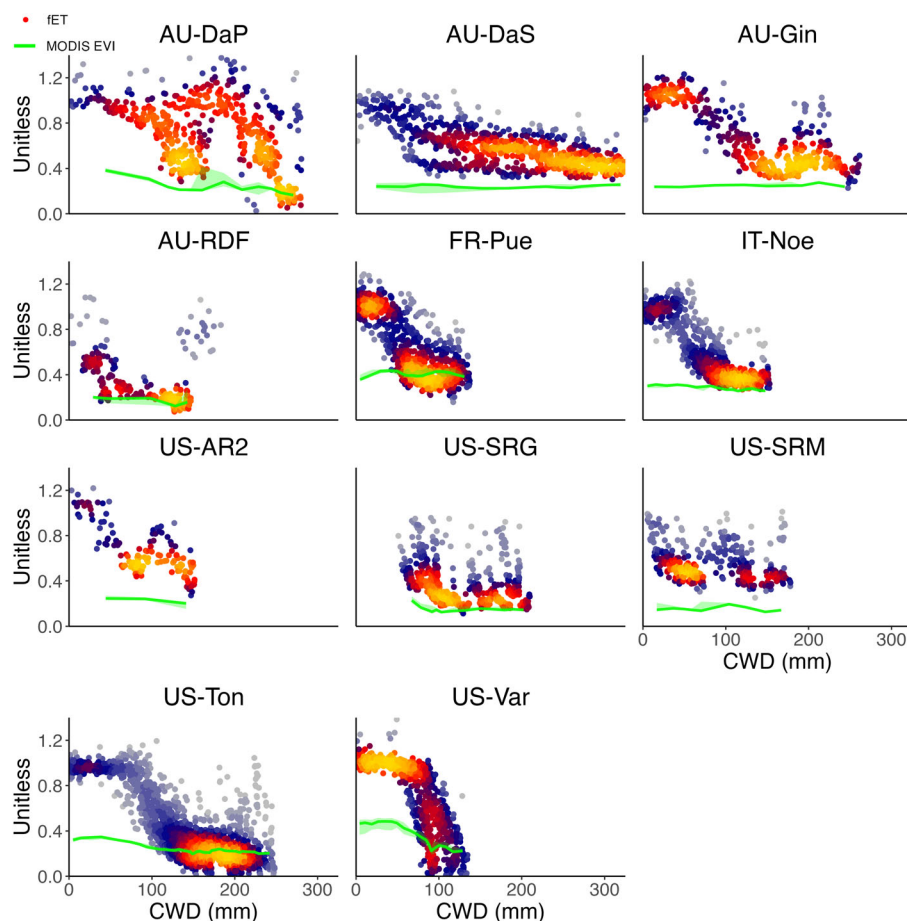 fET
MODIS EVI
AU-DaP
AU-DaS
AU-Gin
Unitless
1.2
0.8
0.4
0.0
AU-RDF
FR-Pue
IT-Noe
Unitless
1.2
0.8
0.4
0.0
US-AR2
US-SRG
US-SRM
Unitless
1.2
0.8
0.4
0.0
0 100 200 300
CWD (mm)
US-Ton
US-Var
Unitless
1.2
0.8
0.4
0.0
0 100 200 300
0 100 200 300
CWD (mm)
CWD (mm)